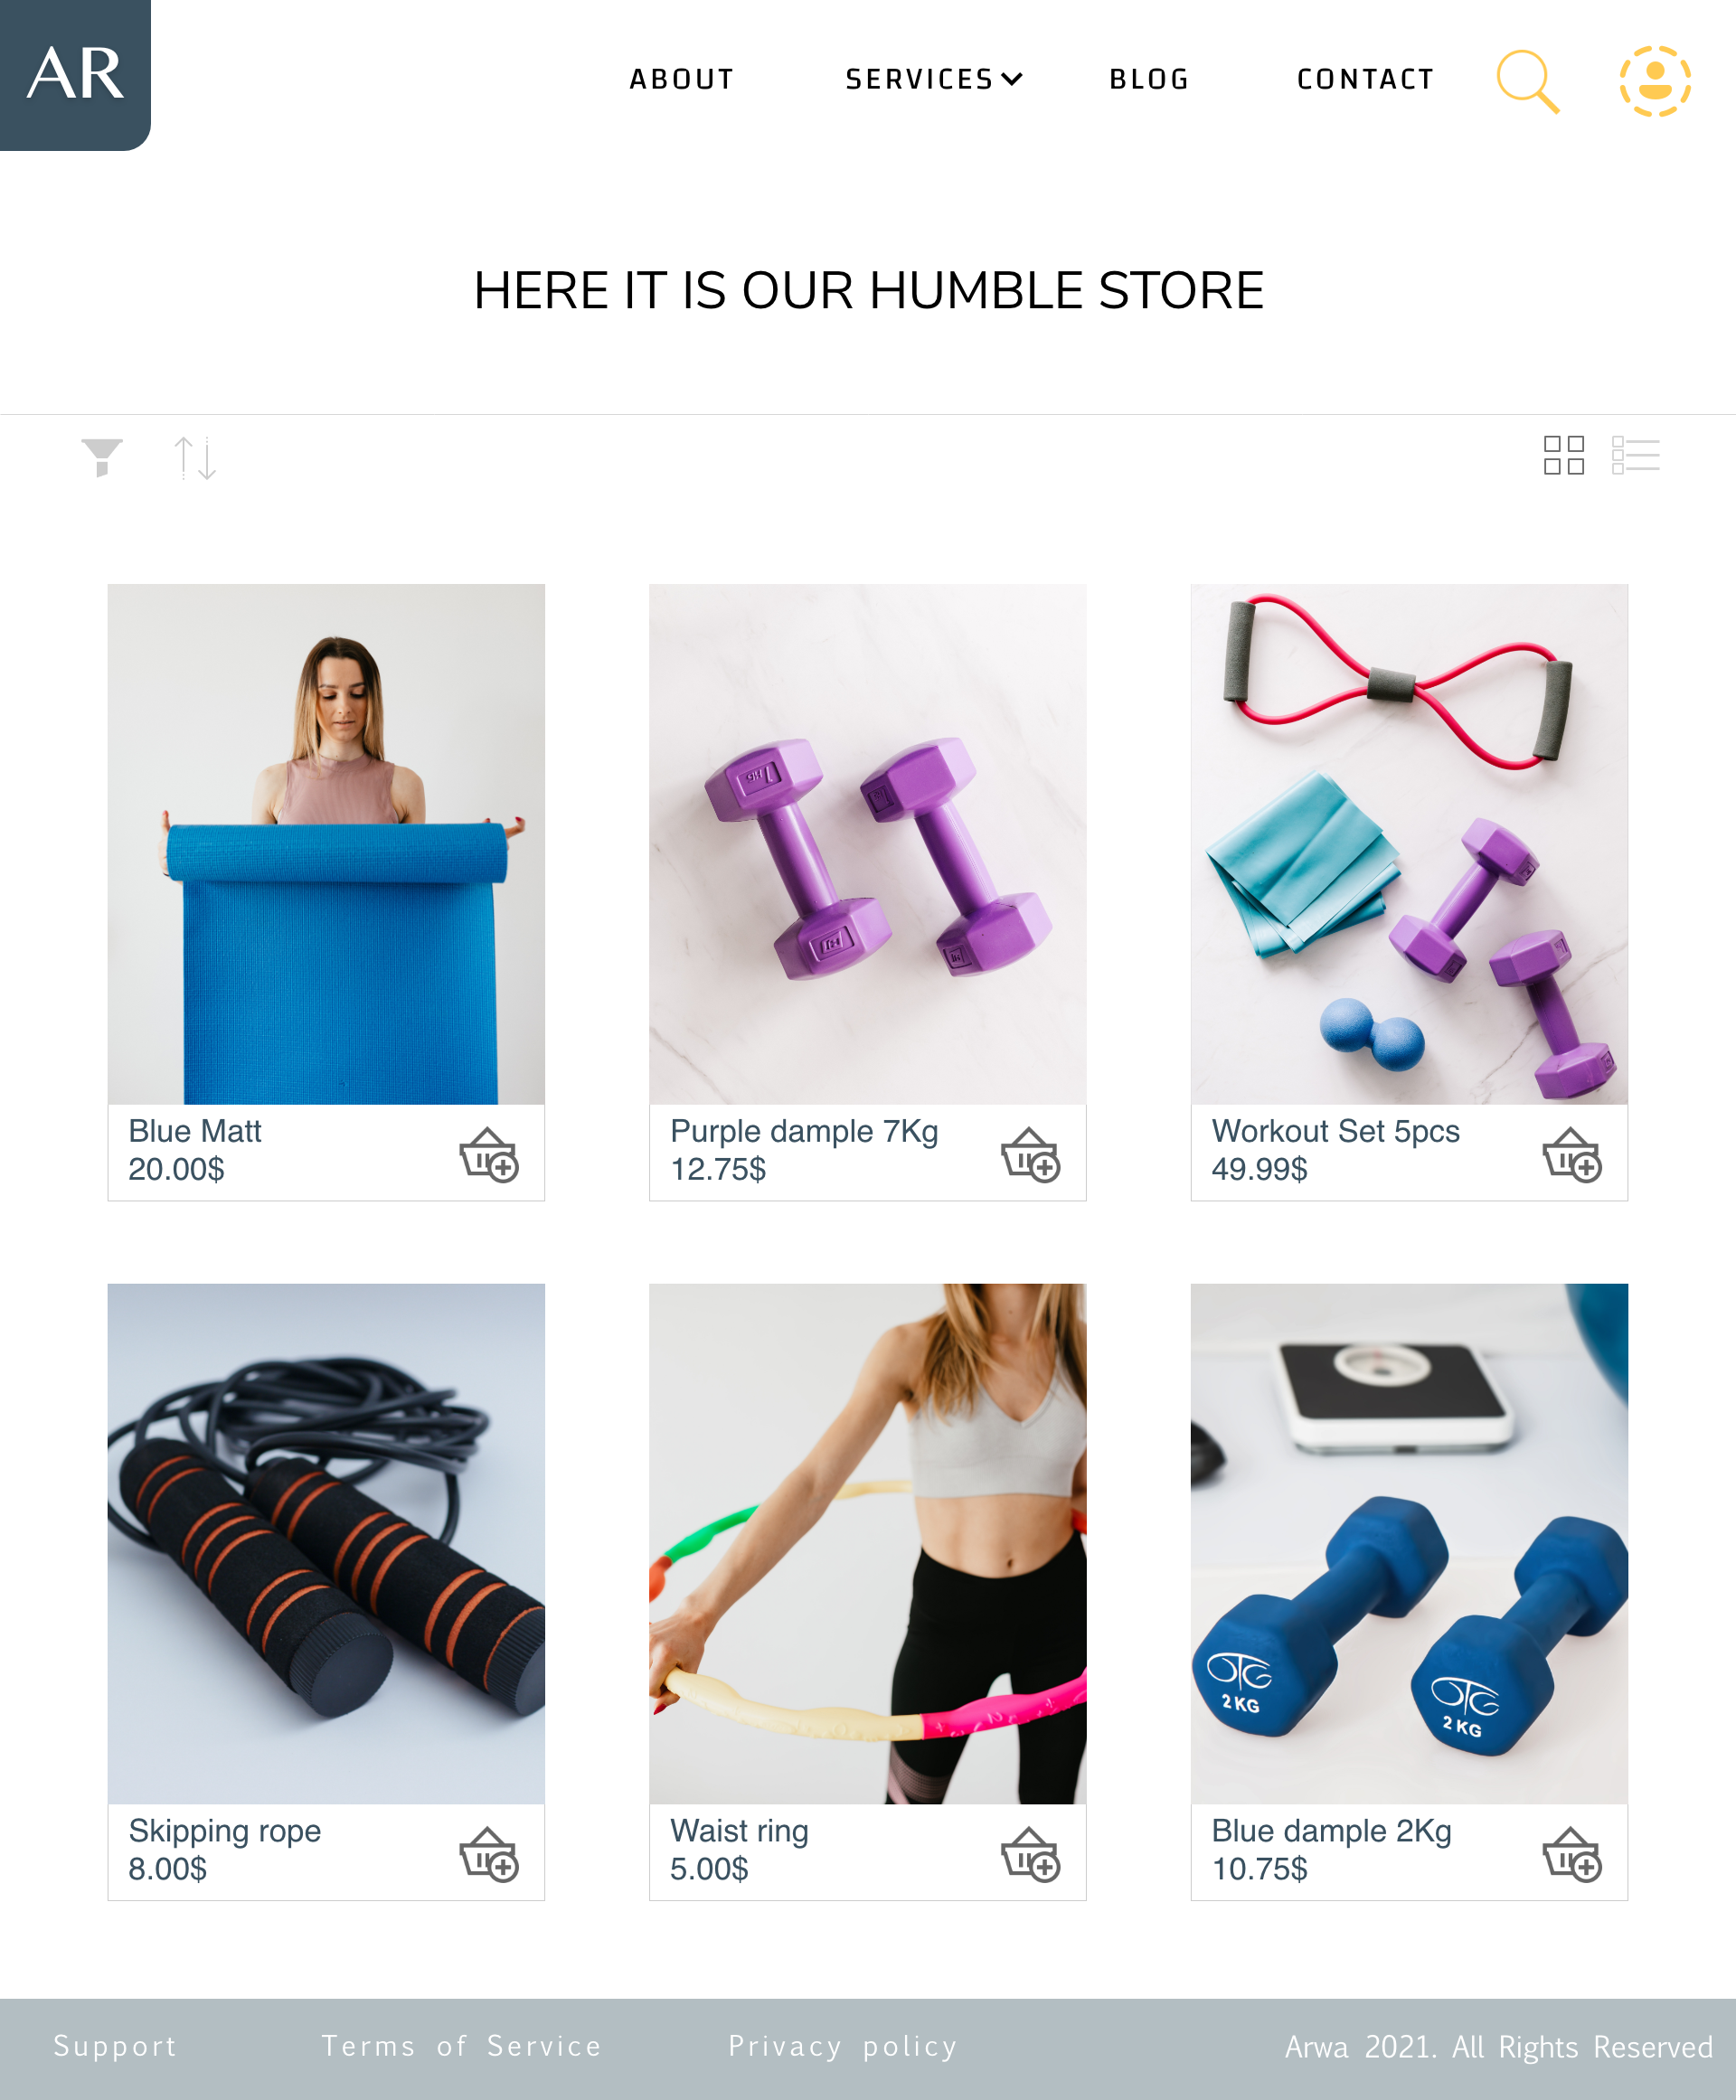 AR
ABOUT SERVICES BLOG CONTACT
HERE IT IS OUR HUMBLE STORE
Blue Matt
20.00$
Purple dample 7Kg
12.75$
Workout Set 5pcs
49.99$
Skipping rope
8.00$
Waist ring
5.00$
2 KG
2 KG
Blue dample 2Kg
10.75$
Support Terms of Service Privacy policy Arwa 2021. All Rights Reserved